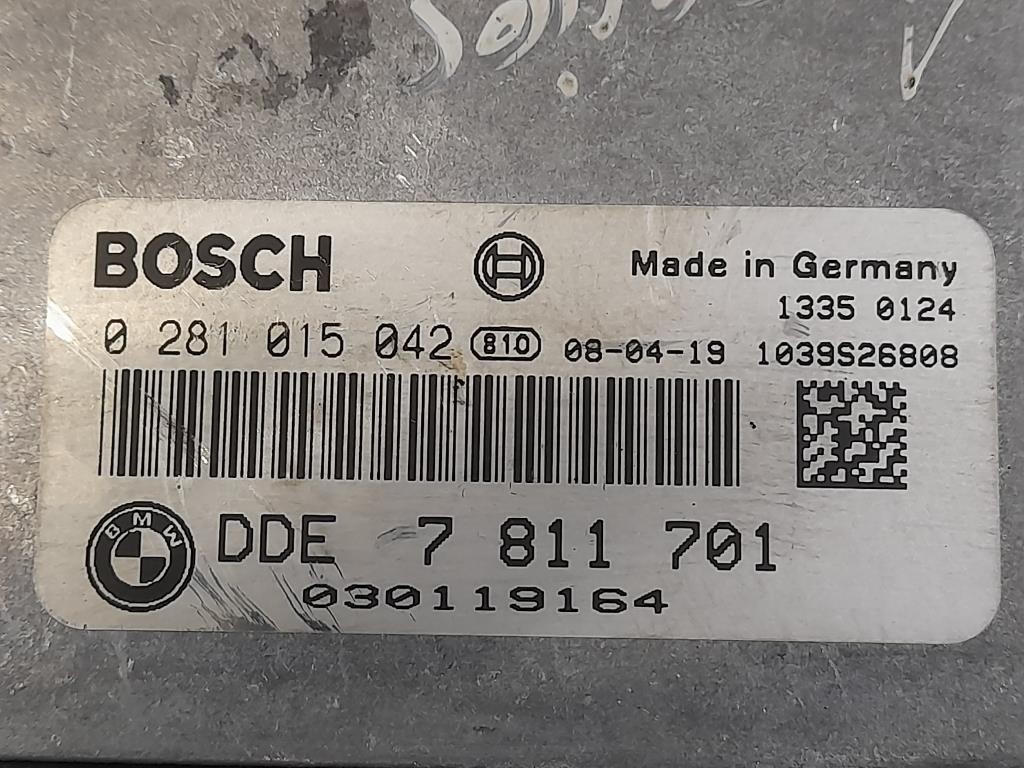 BOSCH
Made in Germany
1335 0124
0 281 015 042 810 08-04-19 1039S26808
BMW
DDE 7 811 701
030119164